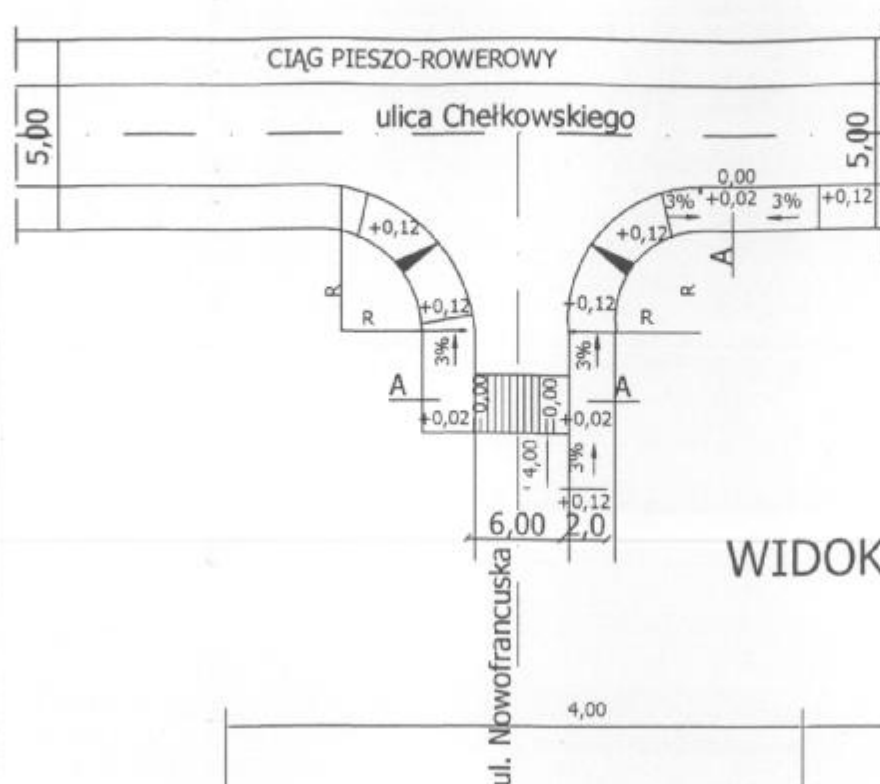 CIĄG PIESZO-ROWEROWY
ulica Chełkowskiego
5,00
5,00
0,00
3%
+0,02
3%
+0,12
+0,12
+0,12
A
R
R
+0,12
+0,12
R
R
3%
3%
A
0,00
0,00
A
+0,02
+0,02
4,00
3%
+0,12
6,00
2,0
WIDOK
ul. Nowofrancuska
4,00